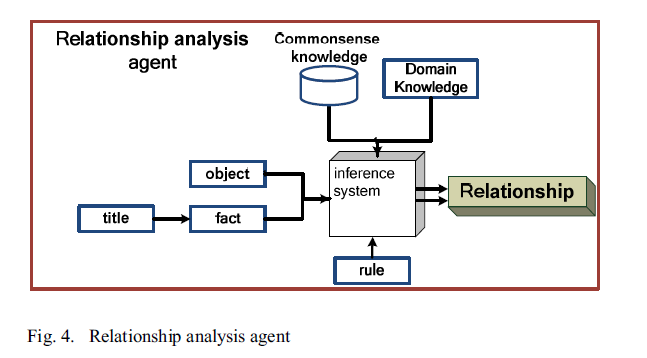 Relationship analysis
agent
Commonsense
knowledge
Domain
Knowledge
object
title
fact
inference
system
Relationship
rule
Fig. 4. Relationship analysis agent